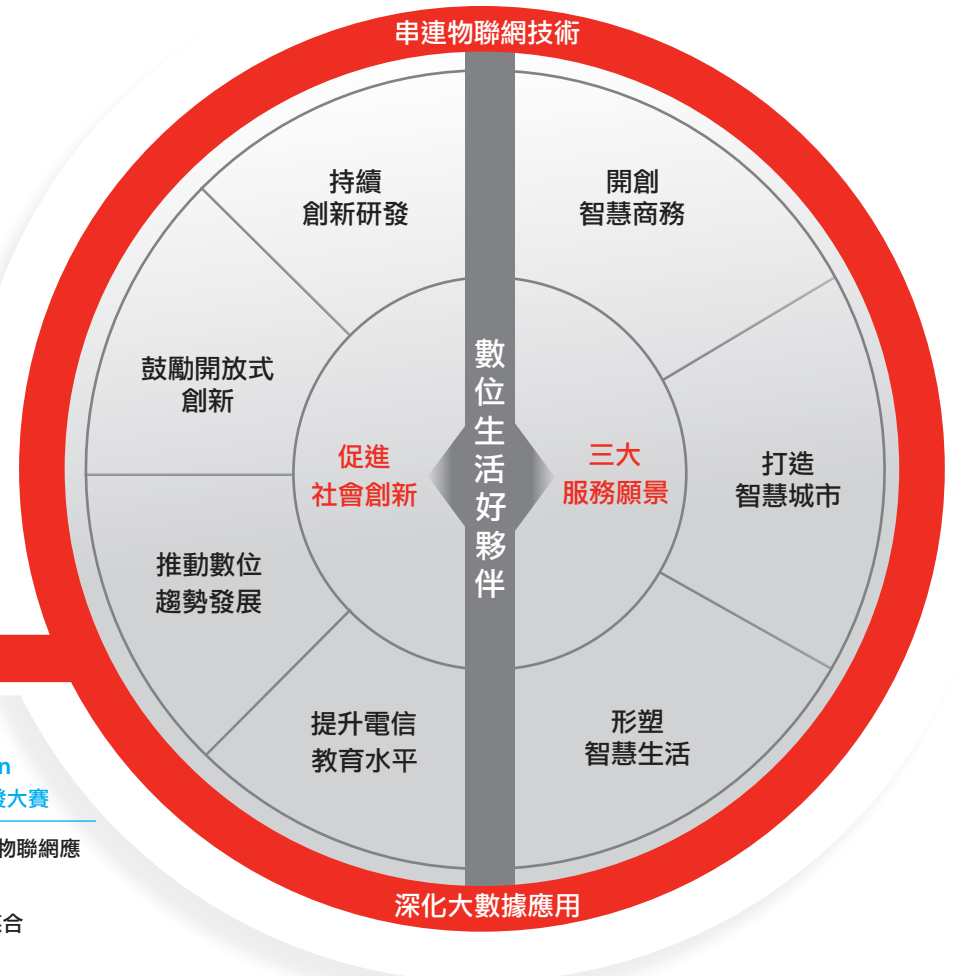 串連物聯網技術
持續
創新研發
鼓勵開放式
創新
推動數位
趨勢發展
提升電信
教育水平
促進
社會創新
數位生活好夥伴
三大
服務願景
開創
智慧商務
打造
智慧城市
形塑
智慧生活
深化大數據應用
n
大賽
物聯網應
合